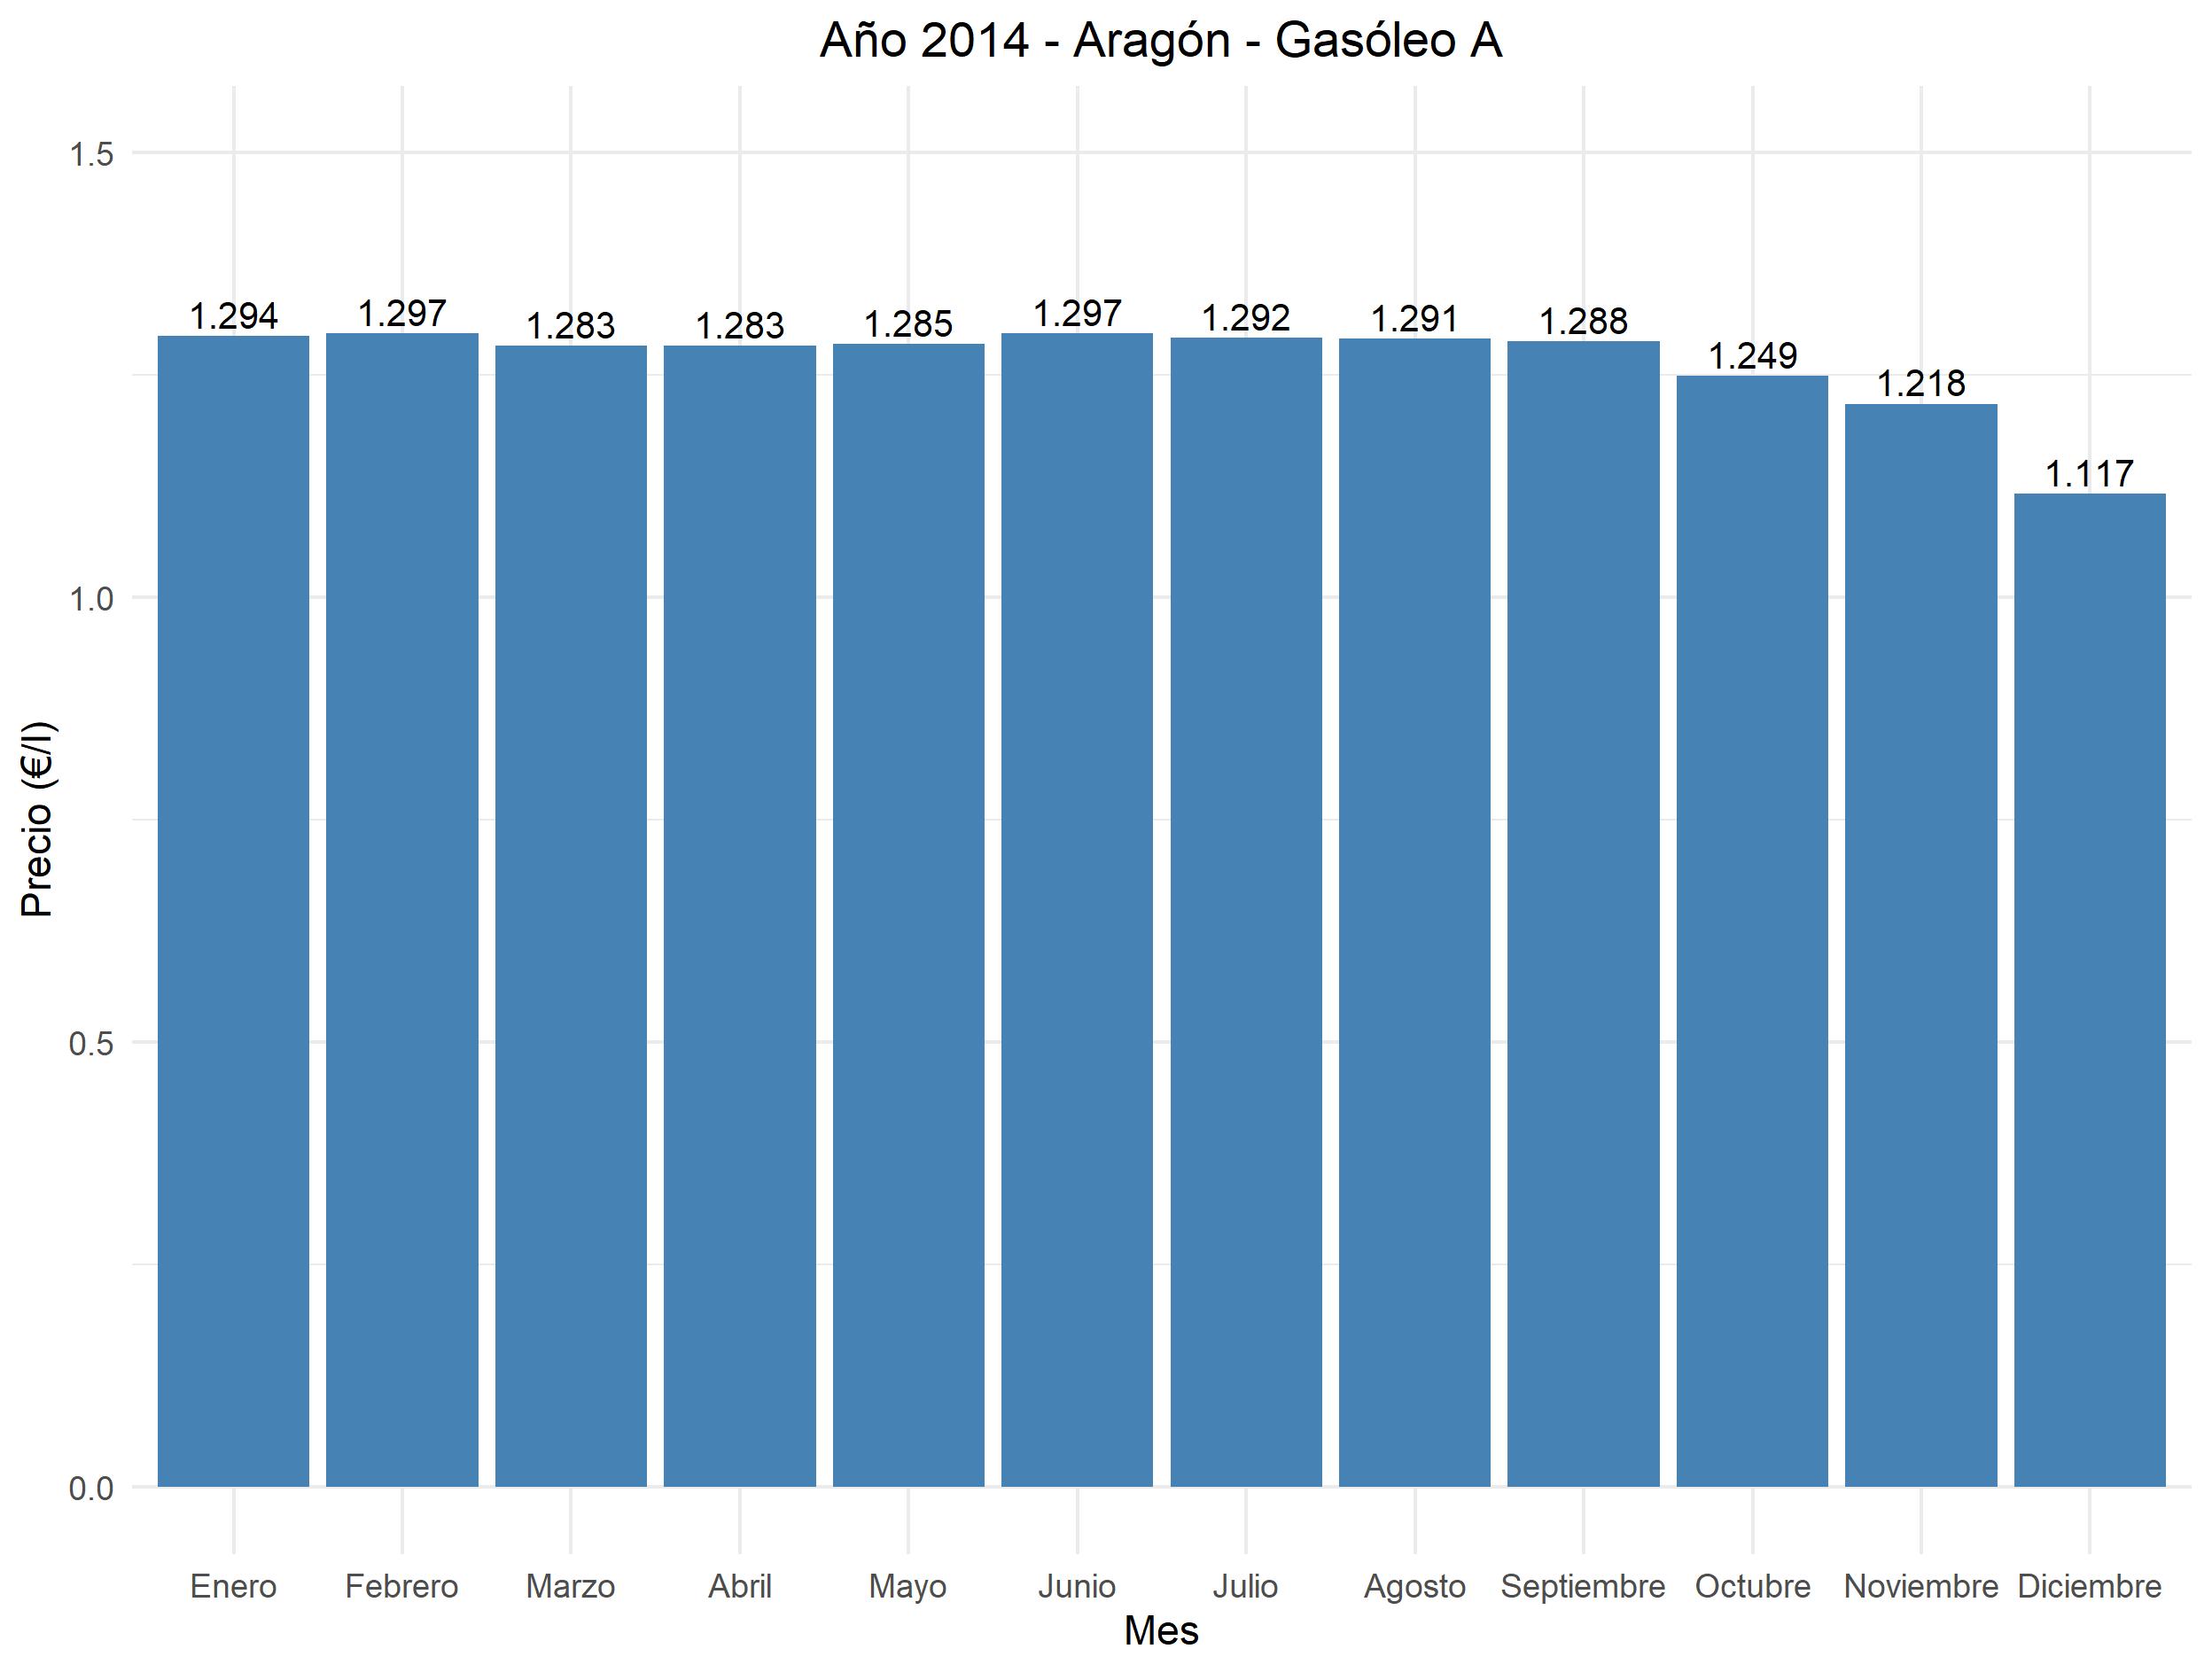 Año 2014 - Aragón - Gasóleo A
1.5
1.0
0.5
0.0
Precio (€/l)
1.294
1.297
1.283
1.283
1.285
1.297
1.292
1.291
1.288
1.249
1.218
1.117
Enero
Febrero
Marzo
Abril
Mayo
Junio
Julio
Agosto
Septiembre
Octubre
Noviembre
Diciembre
Mes